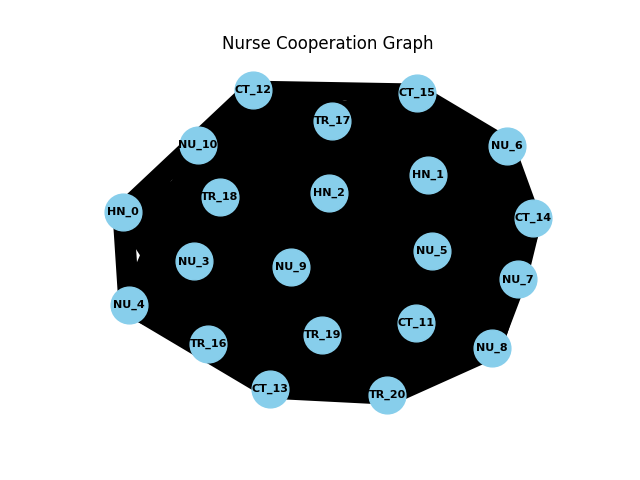 Nurse Cooperation Graph
CT_12
CT_15
TR_17
NU_10
NU_6
HN_1
HN_2
TR_18
HN_0
CT_14
NU_5
NU_3
NU_9
NU_7
NU_4
CT_11
TR_19
TR_16
NU_8
CT_13
TR_20